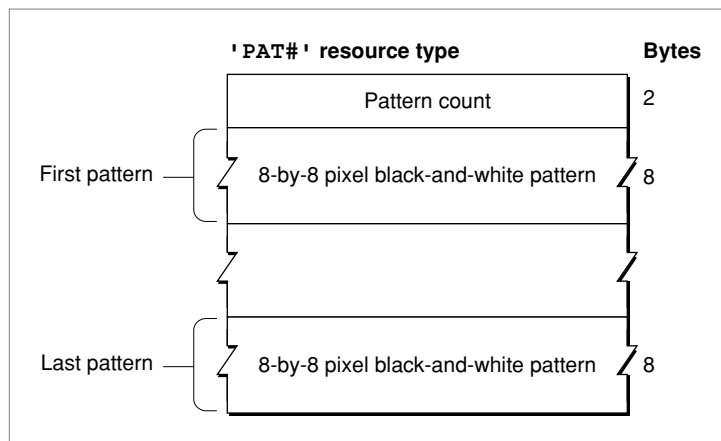 'PAT#' resource type Bytes
Pattern count 2
First pattern 8-by-8 pixel black-and-white pattern 8
Last pattern 8-by-8 pixel black-and-white pattern 8